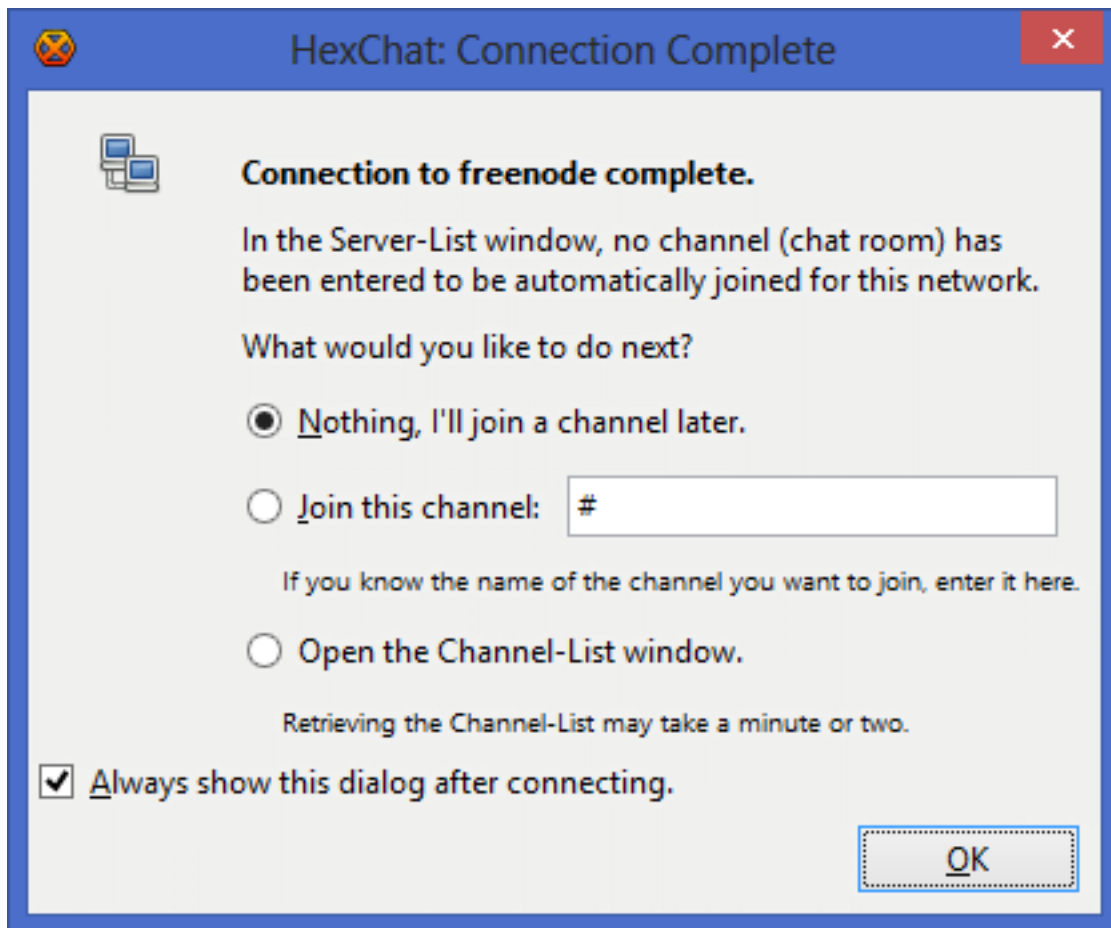 HexChat: Connection Complete
Connection to freenode complete.
In the Server-List window, no channel (chat room) has
been entered to be automatically joined for this network.
What would you like to do next?
Nothing, I'll join a channel later.
Join this channel: #
If you know the name of the channel you want to join, enter it here.
Open the Channel-List window.
Retrieving the Channel-List may take a minute or two.
Always show this dialog after connecting.
OK